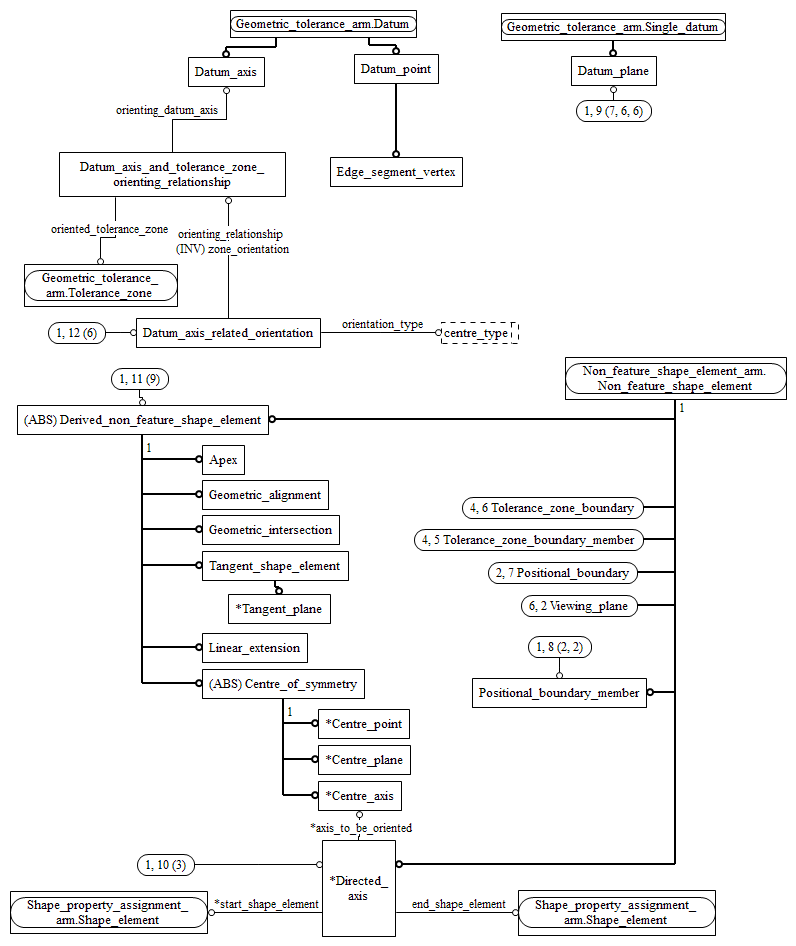 Geometric_tolerance_arm.Datum
Geometric_tolerance_arm.Single_datum
Datum_axis
Datum_point
Datum_plane
orienting_datum_axis
1, 9 (7, 6, 6)
Datum_axis_and_tolerance_zone_
orienting_relationship
Edge_segment_vertex
oriented_tolerance_zone
orienting_relationship
(INV) zone_orientation
Geometric_tolerance_
arm.Tolerance_zone
1, 12 (6)
Datum_axis_related_orientation
orientation_type
centre_type
1, 11 (9)
Non_feature_shape_element_arm.
Non_feature_shape_element
(ABS) Derived_non_feature_shape_element
1
1
Apex
Geometric_alignment
4, 6 Tolerance_zone_boundary
Geometric_intersection
4, 5 Tolerance_zone_boundary_member
Tangent_shape_element
2, 7 Positional_boundary
*Tangent_plane
6, 2 Viewing_plane
Linear_extension
1, 8 (2, 2)
(ABS) Centre_of_symmetry
Positional_boundary_member
1
*Centre_point
*Centre_plane
*Centre_axis
*axis_to_be_oriented
1, 10 (3)
*Directed_
axis
Shape_property_assignment_
arm.Shape_element
*start_shape_element
end_shape_element
Shape_property_assignment_
arm.Shape_element